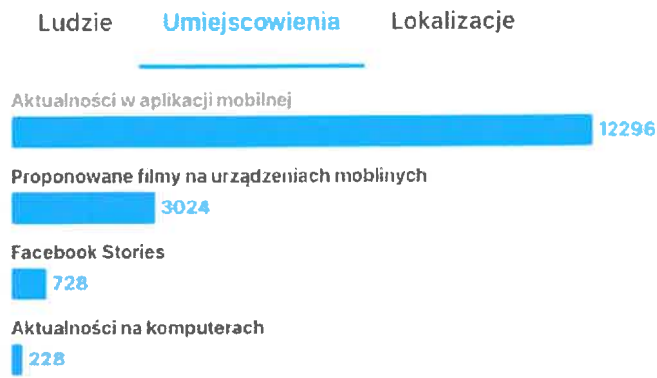 Ludzie Umiejscowienia Lokalizacje
Aktualności w aplikacji mobilnej
12296
Proponowane filmy na urządzeniach moblinych
3024
Facebook Stories
728
Aktualności na komputerach
228